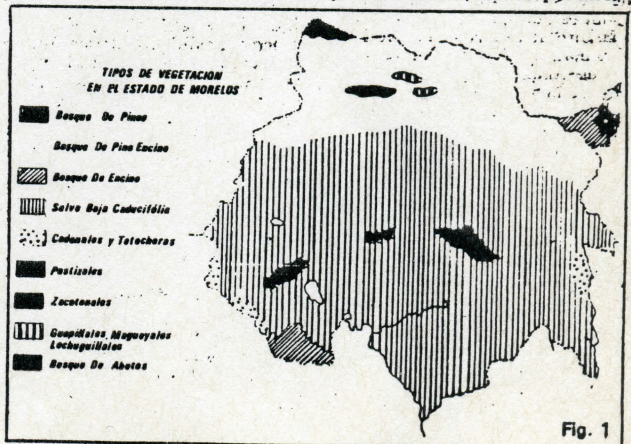 TIPOS DE VEGETACION
EN EL ESTADO DE MORELOS
Bosque De Pinos
Bosque De Pino Encino
Bosque De Encino
Selva Baja Caducifólia
Cadonales y Tetecheras
Pastizales
Zacatonales
Guapillales, Magueyales
Lechuguillales
Bosque De Abetos
Fig. 1